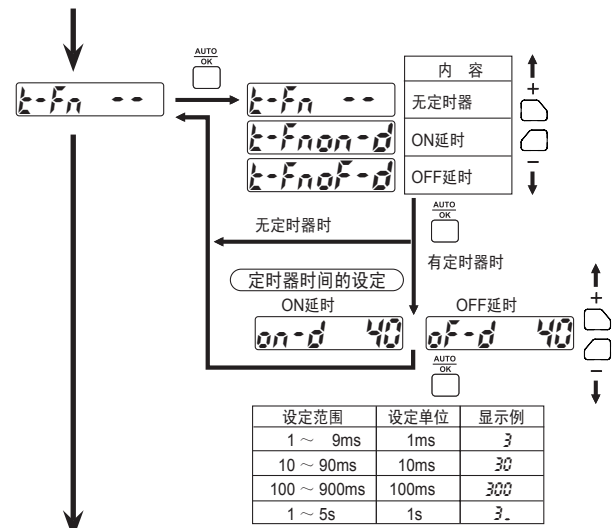 AUTO
OK
t-Fn --
t-Fn --
t-Fnon-d
t-FnoF-d
内 容
无定时器
ON延时
OFF延时
+
−
AUTO
OK
无定时器时
有定时器时
定时器时间的设定
ON延时
OFF延时
on-d 40
oF-d 40
+
−
AUTO
OK
设定范围 设定单位 显示例
1 ～ 9ms 1ms 3
10 ～ 90ms 10ms 30
100 ～ 900ms 100ms 300
1 ～ 5s 1s 3_